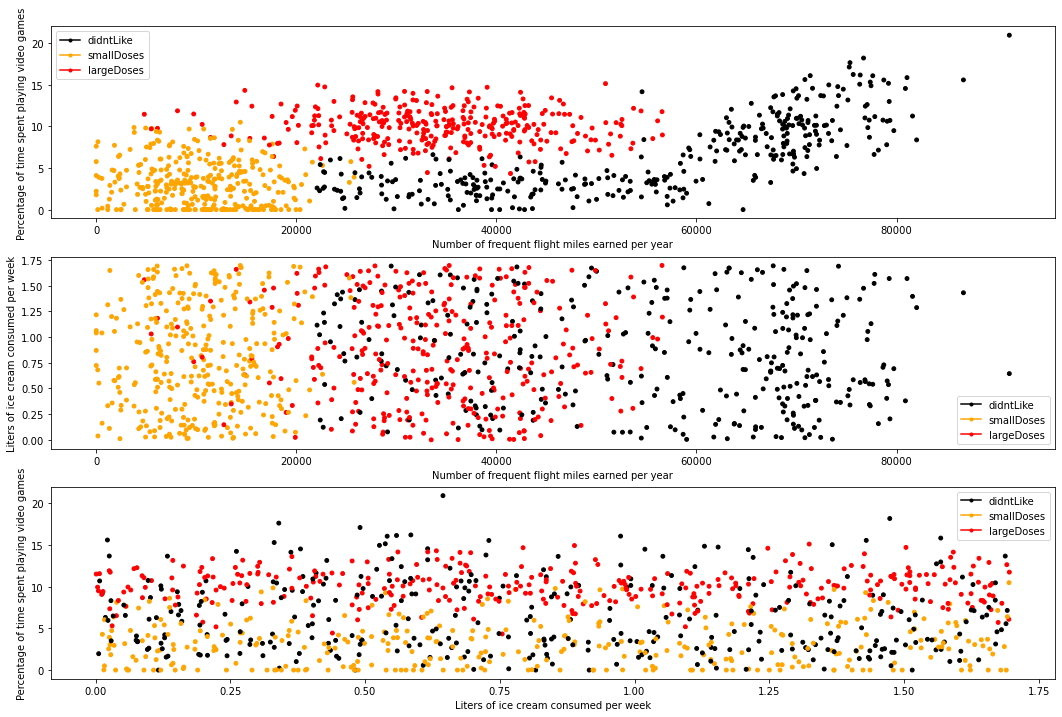 Percentage of time spent playing video games
20
15
10
5
0
didntLike
smallDoses
largeDoses
0 20000 40000 60000 80000
Number of frequent flight miles earned per year
Liters of ice cream consumed per week
1.75
1.50
1.25
1.00
0.75
0.50
0.25
0.00
didntLike
smallDoses
largeDoses
0 20000 40000 60000 80000
Number of frequent flight miles earned per year
Percentage of time spent playing video games
20
15
10
5
0
didntLike
smallDoses
largeDoses
0.00 0.25 0.50 0.75 1.00 1.25 1.50 1.75
Liters of ice cream consumed per week